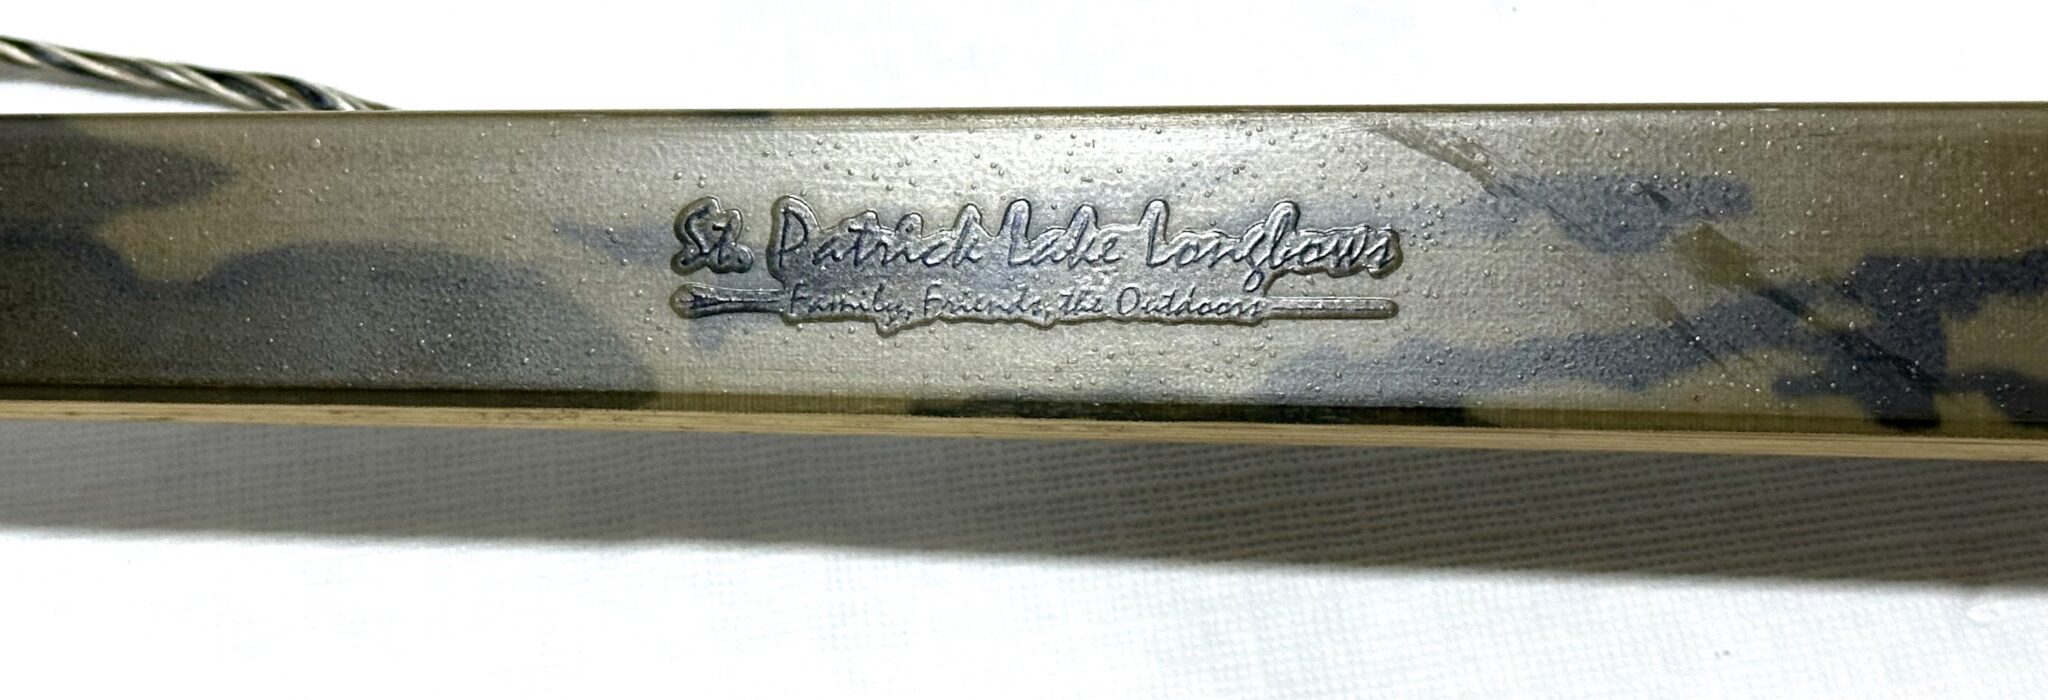 St. Patrick Lake Longbows
Family, Friends, the Outdoors